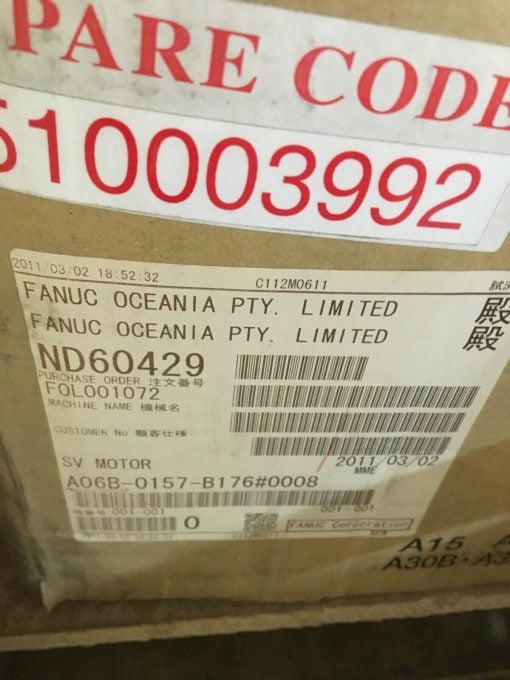 PARE CODE
510003992
2011/03/02 18:52:32 C112M0611
FANUC OCEANIA PTY. LIMITED 殿
FANUC OCEANIA PTY. LIMITED 殿
ND60429
PURCHASE ORDER 注文番号
FOL001072
MACHINE NAME 機械名
CUSTOMER No 顧客仕様
SV MOTOR 2011/03/02
MME
A06B-0157-B176#0008
001-001 001-001
0 FANUC Corporation
A15
A30B